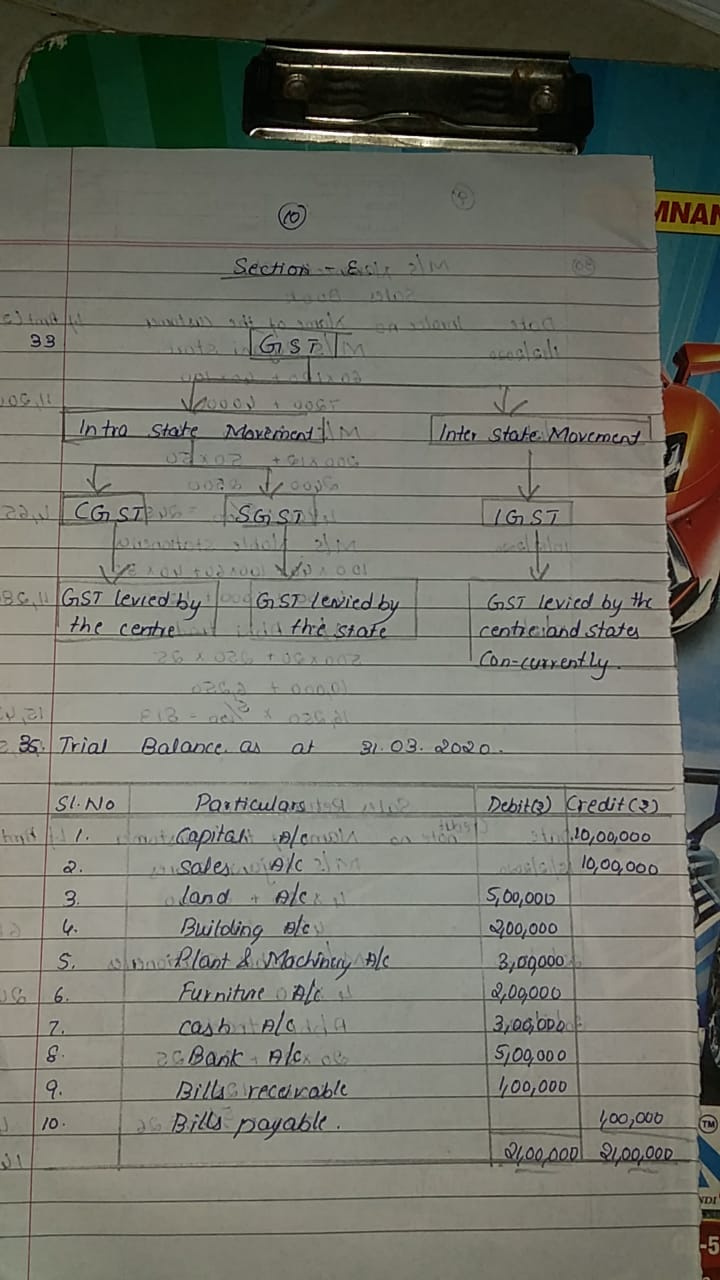 10
Section - E
33
GST
Intra State Movement Inter State Movement
CGST SGST IGST
GST levied by GST levied by GST levied by the
the centre the state centre and states
Con-currently.
35. Trial Balance as at 31.03.2020.
Sl.No Particulars Debit(₹) Credit(₹)
1. Capital A/c 10,00,000
2. Sales A/c 10,00,000
3. land A/c 5,00,000
4. Building A/c 2,00,000
5. Plant & Machinery A/c 3,00,000
6. Furniture A/c 2,00,000
7. cash A/c 3,00,000
8. Bank A/c 5,00,000
9. Bills receivable 1,00,000
10. Bills payable. 1,00,000
21,00,000 21,00,000
MNAN
TM
NDI
-5